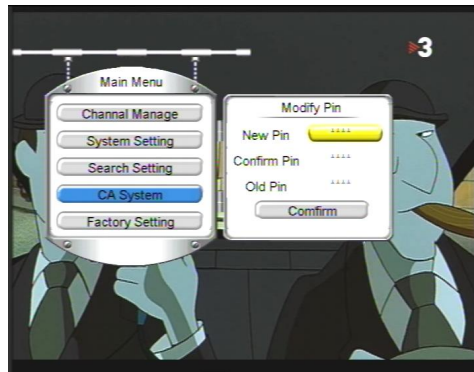 3
Main Menu
Channal Manage
System Setting
Search Setting
CA System
Factory Setting
Modify Pin
New Pin ****
Confirm Pin ****
Old Pin ****
Comfirm